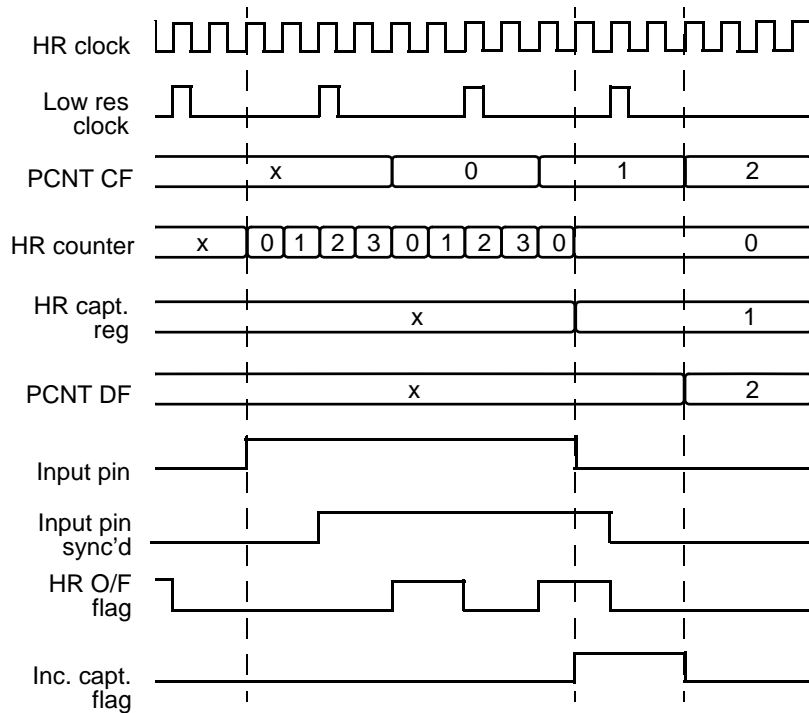 HR clock
Low res
clock
PCNT CF
x
0
1
2
HR counter
x
0
1
2
3
0
1
2
3
0
0
HR capt.
reg
x
1
PCNT DF
x
2
Input pin
Input pin
sync’d
HR O/F
flag
Inc. capt.
flag